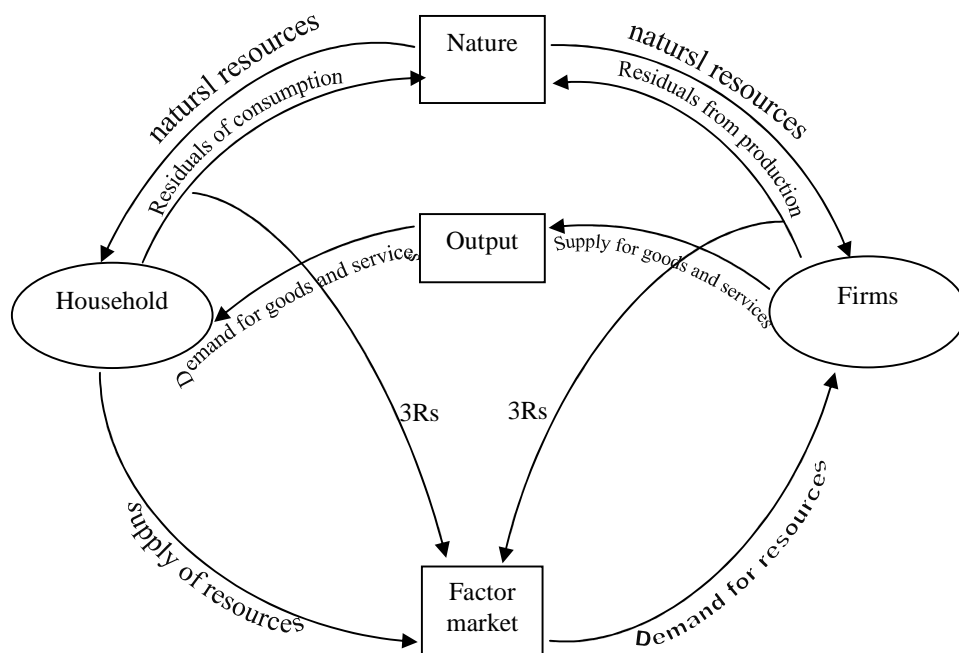 Nature
natursl resources
natursl resources
Residuals of consumption
Residuals from production
Output
Household
Firms
Demand for goods and services
Supply for goods and services
3Rs
3Rs
supply of resources
Demand for resources
Factor
market